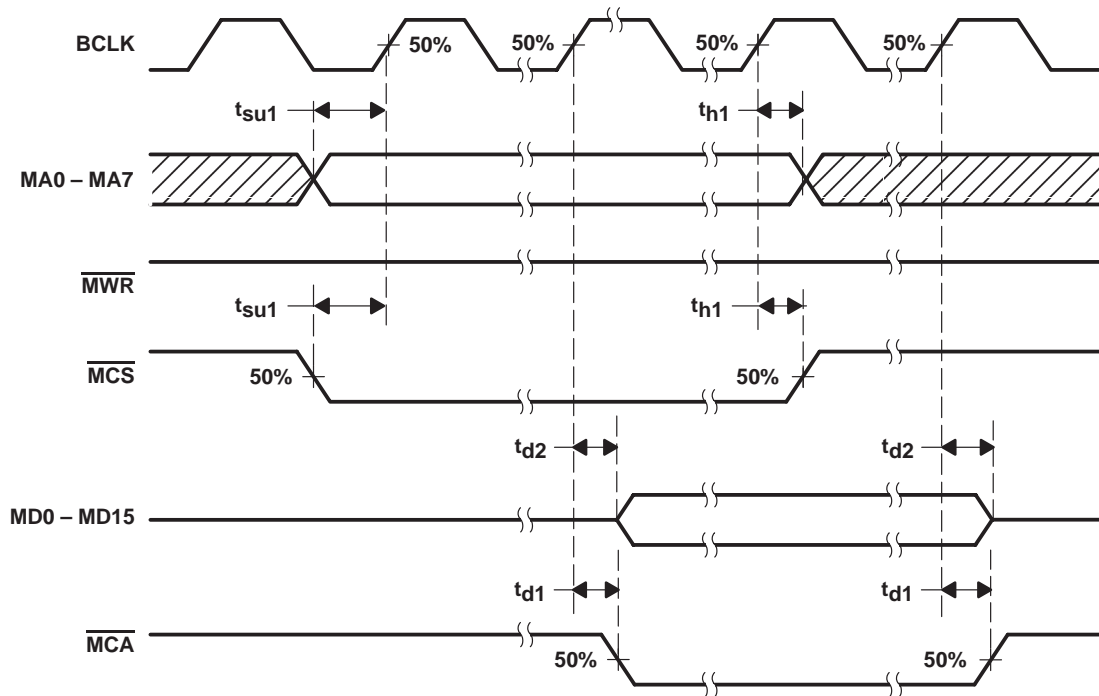 BCLK
50%
50%
50%
50%
tsu1
th1
MA0 – MA7
MWR
tsu1
th1
MCS
50%
50%
td2
td2
MD0 – MD15
td1
td1
MCA
50%
50%